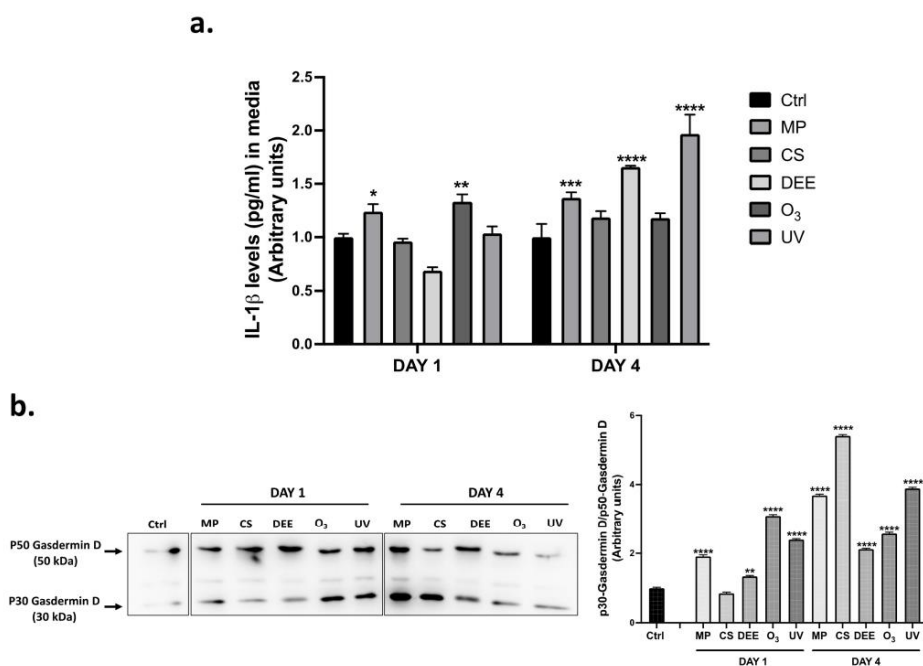 a.
IL-1β levels (pg/ml) in media
(Arbitrary units)
2.5
2.0
1.5
1.0
0.5
0.0
*
**
***
****
****
DAY 1
DAY 4
Ctrl
MP
CS
DEE
O₃
UV
b.
DAY 1
DAY 4
Ctrl
MP
CS
DEE
O₃
UV
MP
CS
DEE
O₃
UV
P50 Gasdermin D
(50 kDa)
P30 Gasdermin D
(30 kDa)
p30-Gasdermin D/p50-Gasdermin D
(Arbitrary units)
6
4
2
0
****
**
****
****
****
****
****
****
****
Ctrl
MP
CS
DEE
O₃
UV
MP
CS
DEE
O₃
UV
DAY 1
DAY 4